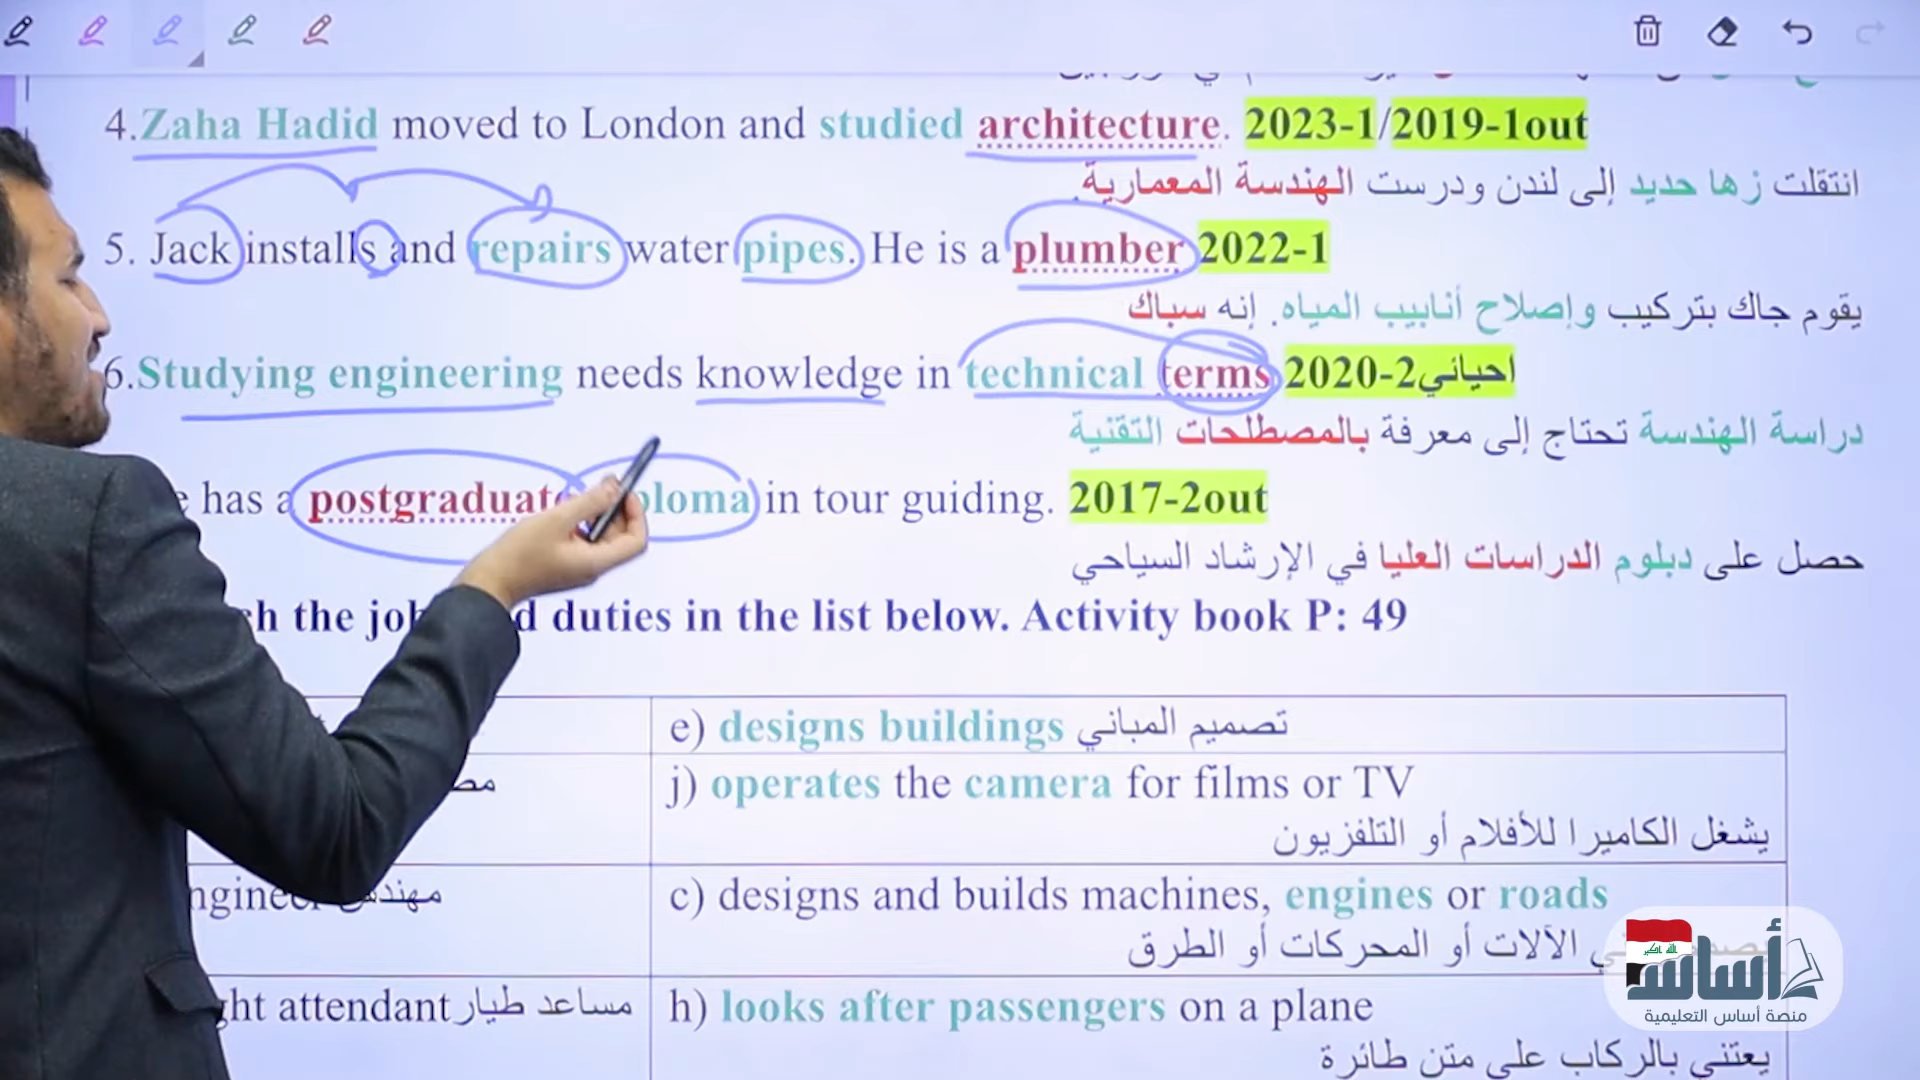 4.Zaha Hadid moved to London and studied architecture. 2023-1/2019-1out
انتقلت زها حديد إلى لندن ودرست الهندسة المعمارية.
5. Jack installs and repairs water pipes. He is a plumber 2022-1
يقوم جاك بتركيب وإصلاح أنابيب المياه. إنه سباك
6.Studying engineering needs knowledge in technical terms 2020-2احيائي
دراسة الهندسة تحتاج إلى معرفة بالمصطلحات التقنية
has a postgraduate in tour guiding. 2017-2out
حصل على دبلوم الدراسات العليا في الإرشاد السياحي
the duties in the list below. Activity book P: 49
e) designs buildings تصميم المباني
j) operates the camera for films or TV
يشغل الكاميرا للأفلام أو التلفزيون
c) designs and builds machines, engines or roads
الآلات أو المحركات أو الطرق
attendant مساعد طيار
h) looks after passengers on a plane
يعتني بالركاب على متن طائرة
أساس
منصة أساس التعليمية